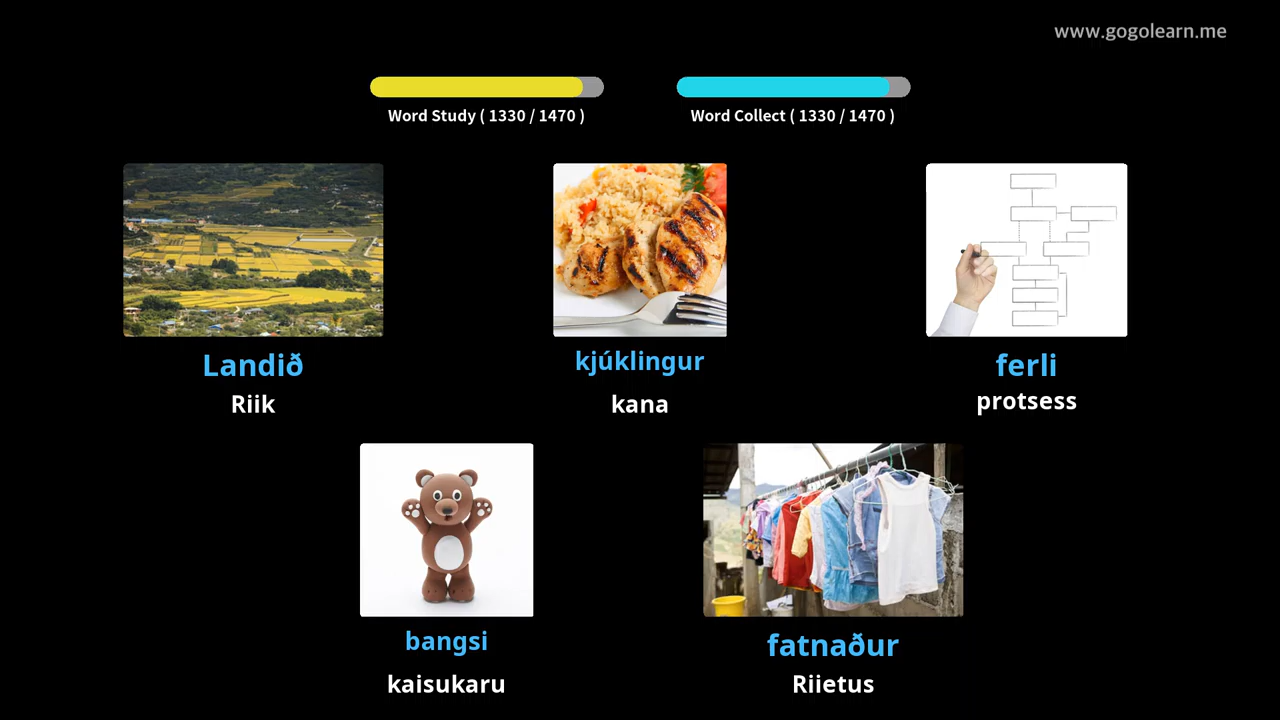 www.gogolearn.me
Word Study ( 1330 / 1470 )
Word Collect ( 1330 / 1470 )
Landið
Riik
kjúklingur
kana
ferli
protsess
bangsi
kaisukaru
fatnaður
Riietus